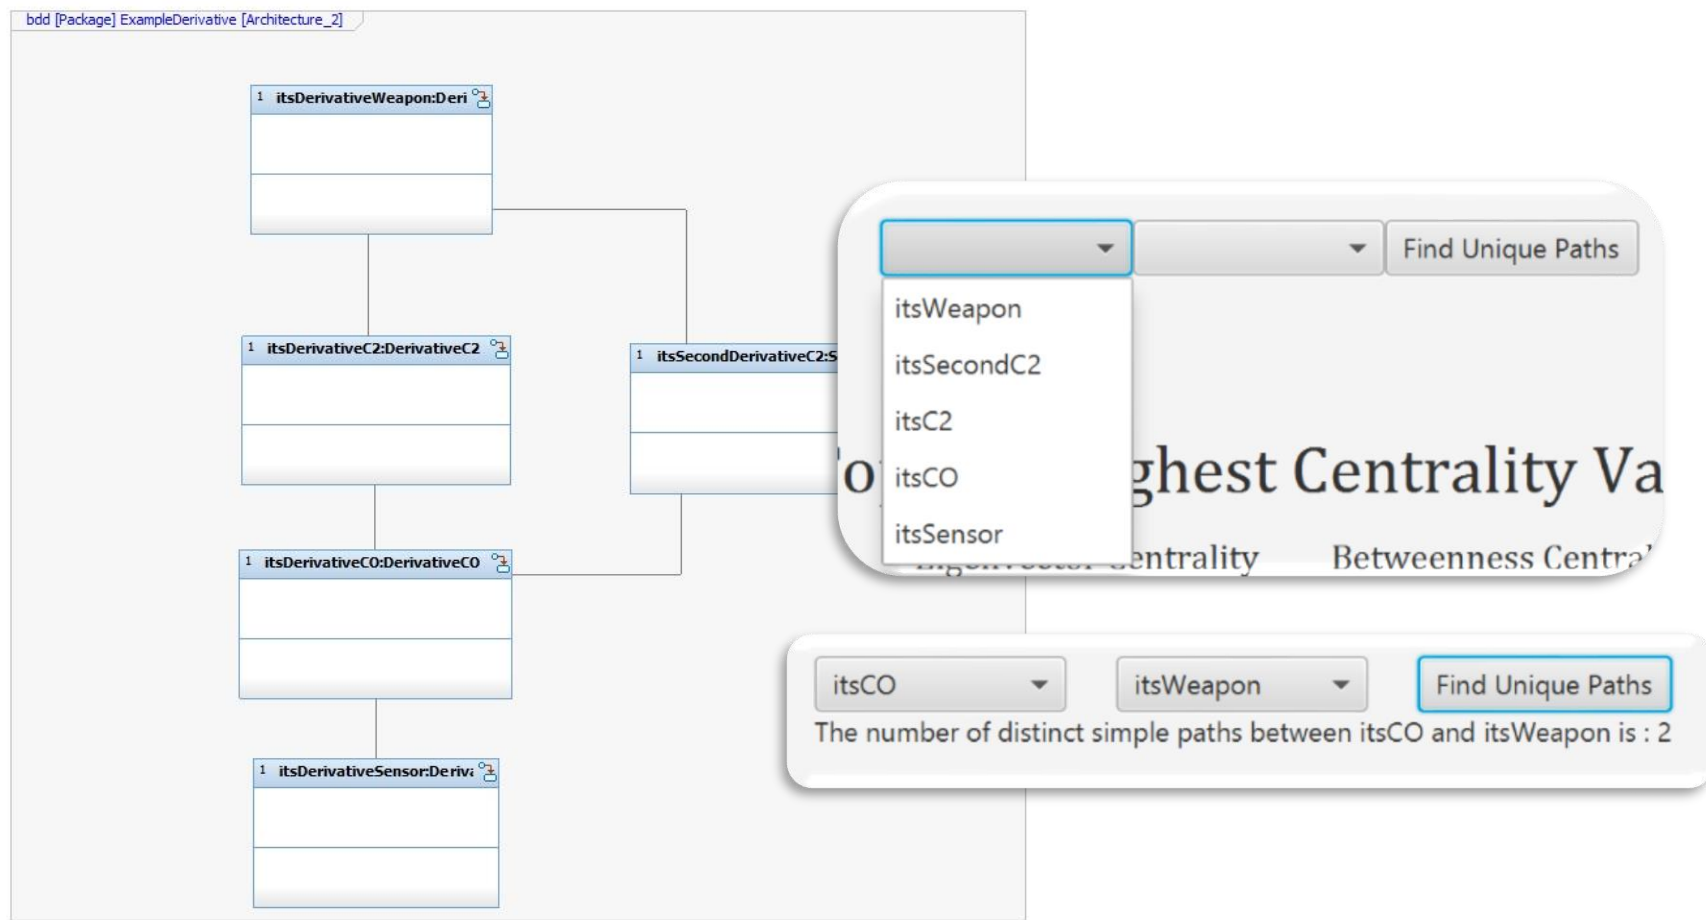 bdd [Package] ExampleDerivative [Architecture_2]
1 itsDerivativeWeapon:Deri
1 itsDerivativeC2:DerivativeC2
1 itsSecondDerivativeC2:S
1 itsDerivativeCO:DerivativeCO
1 itsDerivativeSensor:Deriva
Find Unique Paths
itsWeapon
itsSecondC2
itsC2
itsCO
itsSensor
ghest Centrality Va
entrality Betweenness Central
itsCO itsWeapon Find Unique Paths
The number of distinct simple paths between itsCO and itsWeapon is : 2